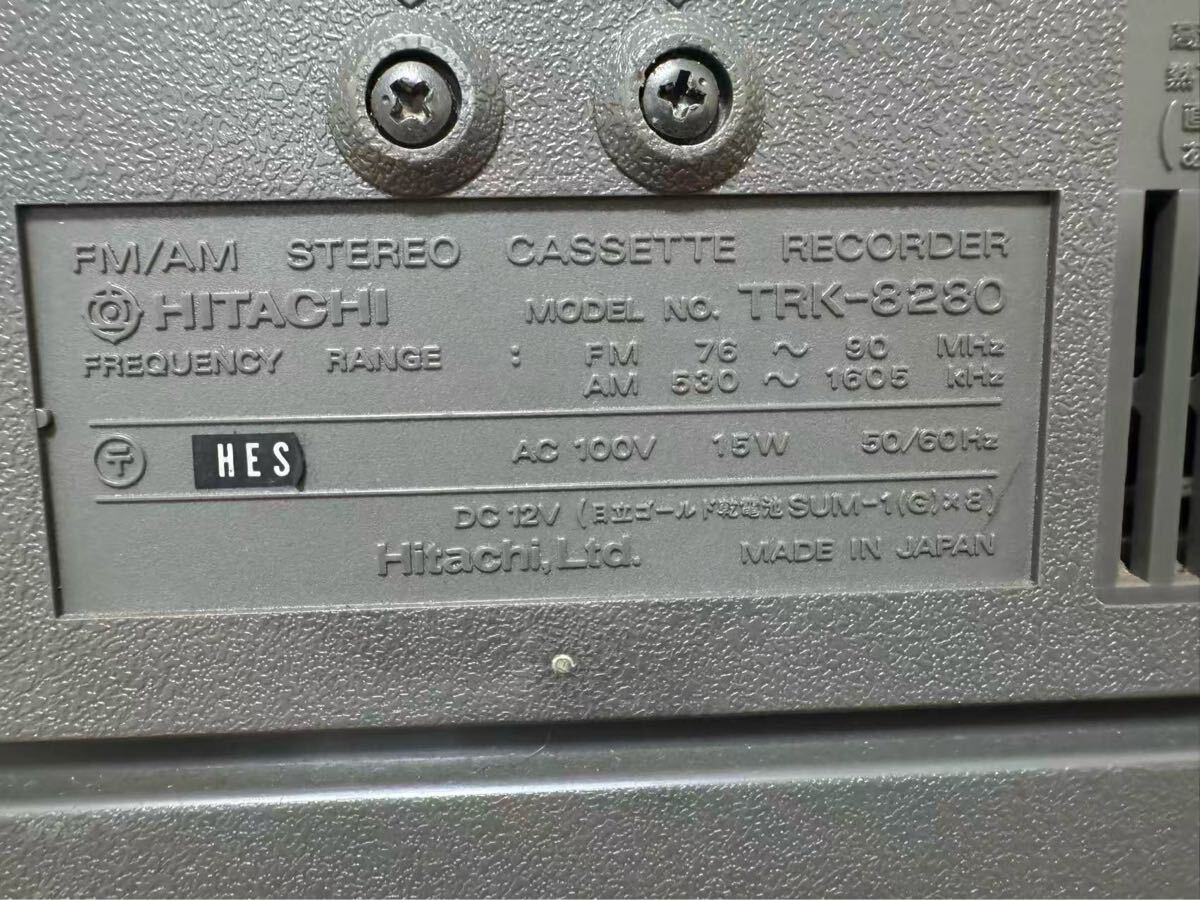 FM/AM STEREO CASSETTE RECORDER
HITACHI MODEL NO. TRK-8280
FREQUENCY RANGE : FM 76 ～ 90 MHz
AM 530 ～ 1605 kHz
〒 HES AC 100V 15W 50/60Hz
DC 12V (日立ゴールド乾電池 SUM-1(G)×8)
Hitachi, Ltd. MADE IN JAPAN